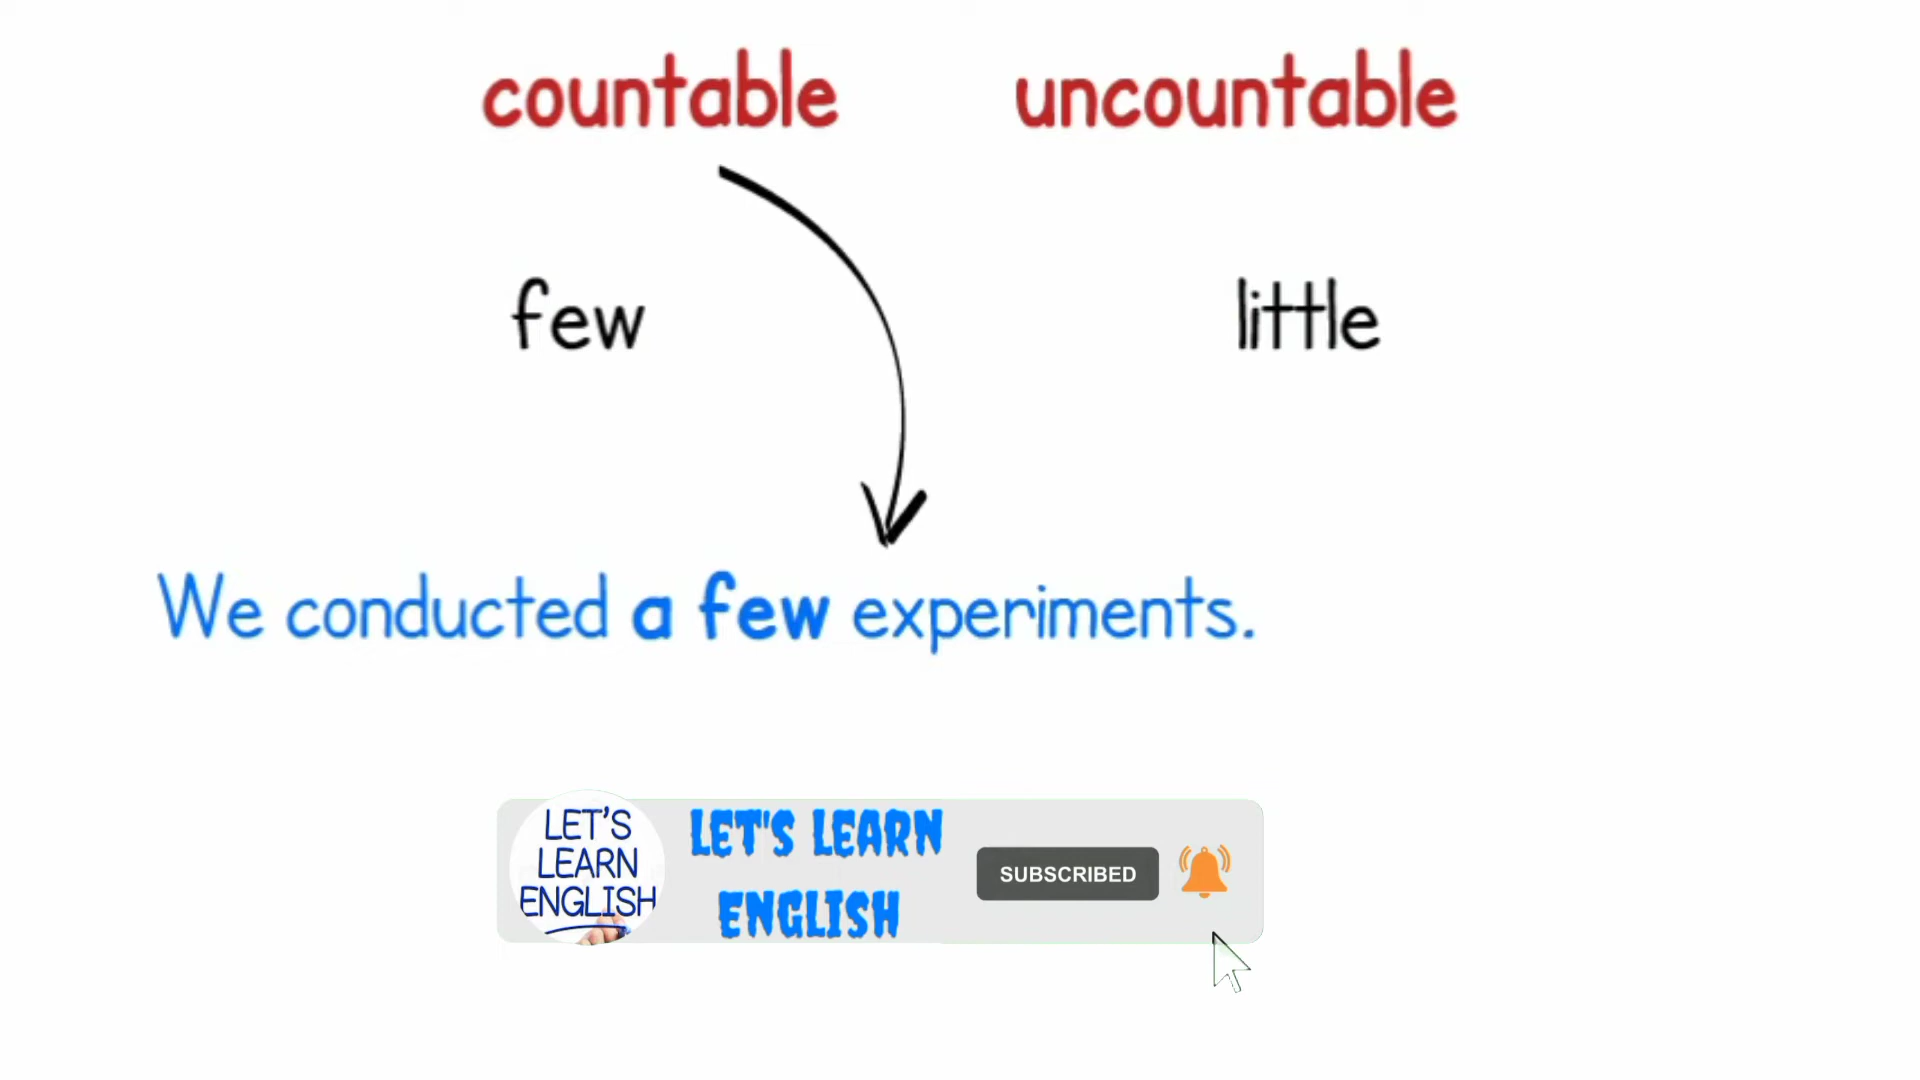 countable uncountable
few little
We conducted a few experiments.
LET'S
LEARN
ENGLISH
LET'S LEARN
ENGLISH
SUBSCRIBED